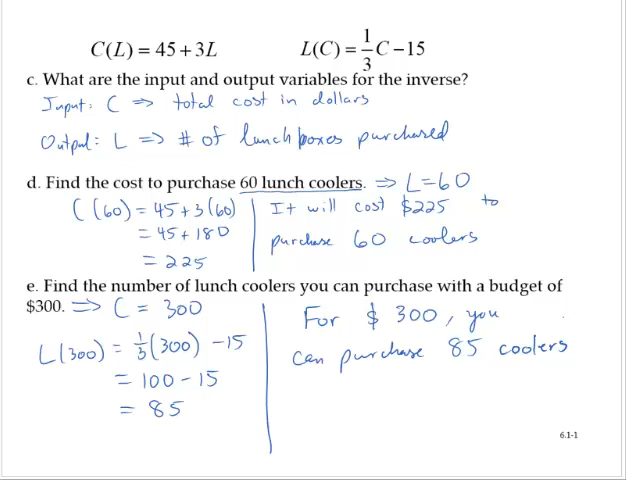 C(L) = 45 + 3L
L(C) = 1/3 C − 15
c. What are the input and output variables for the inverse?
Input: C ⇒ total cost in dollars
Output: L ⇒ # of lunch boxes purchased
d. Find the cost to purchase 60 lunch coolers. ⇒ L = 60
C(60) = 45 + 3(60)
= 45 + 180
= 225
It will cost $225 to
purchase 60 coolers
e. Find the number of lunch coolers you can purchase with a budget of
$300. ⇒ C = 300
L(300) = 1/3(300) − 15
= 100 − 15
= 85
For $300, you
can purchase 85 coolers
6.1-1